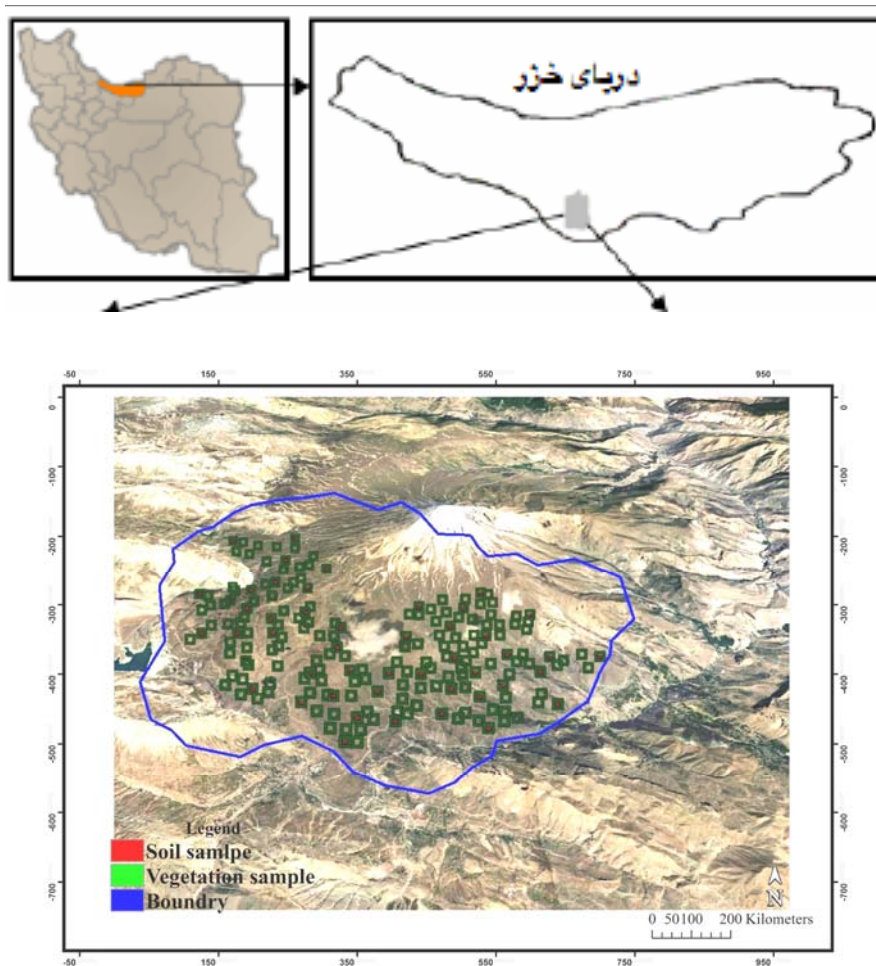 دریای خزر
-50 150 350 550 750 950
0
-100
-200
-300
-400
-500
-600
-700
0
-100
-200
-300
-400
-500
-600
-700
Legend
Soil samlpe
Vegetation sample
Boundry
N
0 50100 200 Kilometers
-50 150 350 550 750 950